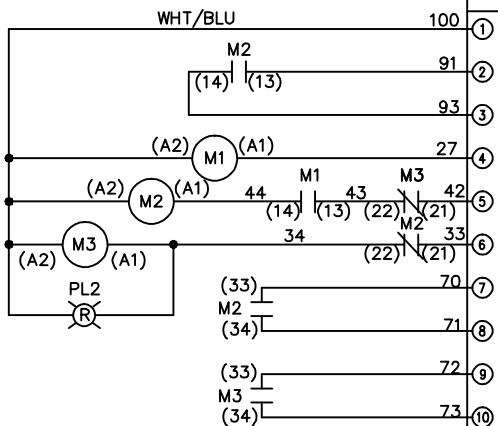 WHT/BLU 100 1
M2 91 2
(14) (13)
93 3
(A2) M1 (A1) 27 4
M1 M3
(A2) M2 (A1) 44 43 42 5
(14) (13) (22) (21)
M2
34 33 6
M3 (22) (21)
(A2) (A1)
PL2 (33) 70 7
R M2
(34) 71 8
(33) 72 9
M3
(34) 73 10